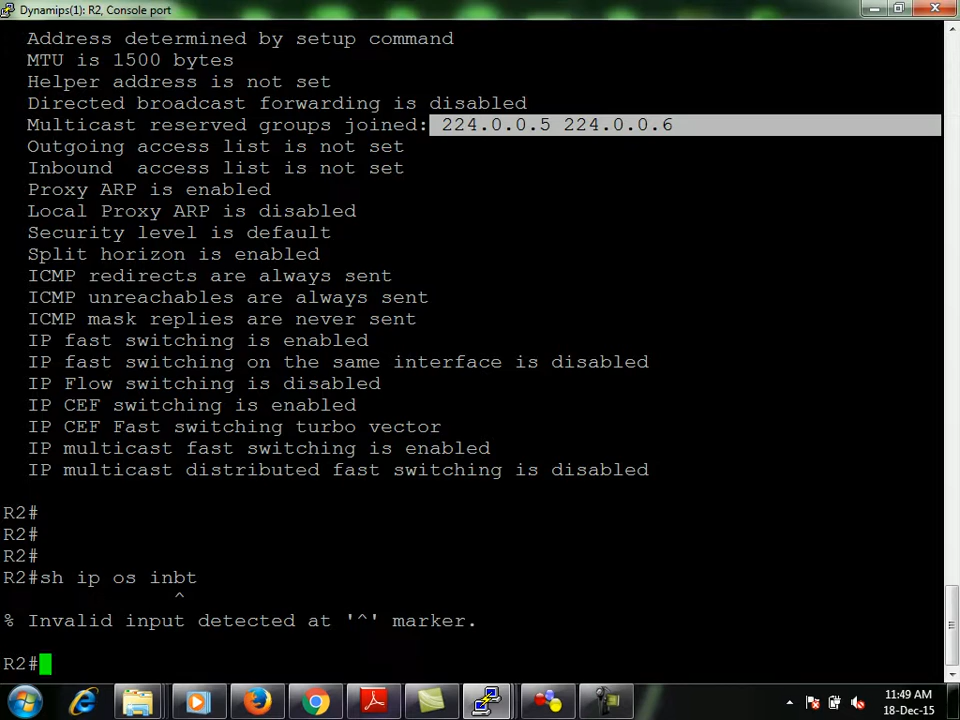 Dynamips(1): R2, Console port
Address determined by setup command
MTU is 1500 bytes
Helper address is not set
Directed broadcast forwarding is disabled
Multicast reserved groups joined: 224.0.0.5 224.0.0.6
Outgoing access list is not set
Inbound  access list is not set
Proxy ARP is enabled
Local Proxy ARP is disabled
Security level is default
Split horizon is enabled
ICMP redirects are always sent
ICMP unreachables are always sent
ICMP mask replies are never sent
IP fast switching is enabled
IP fast switching on the same interface is disabled
IP Flow switching is disabled
IP CEF switching is enabled
IP CEF Fast switching turbo vector
IP multicast fast switching is enabled
IP multicast distributed fast switching is disabled
R2#
R2#
R2#
R2#sh ip os inbt
^
% Invalid input detected at '^' marker.
R2#
11:49 AM
18-Dec-15